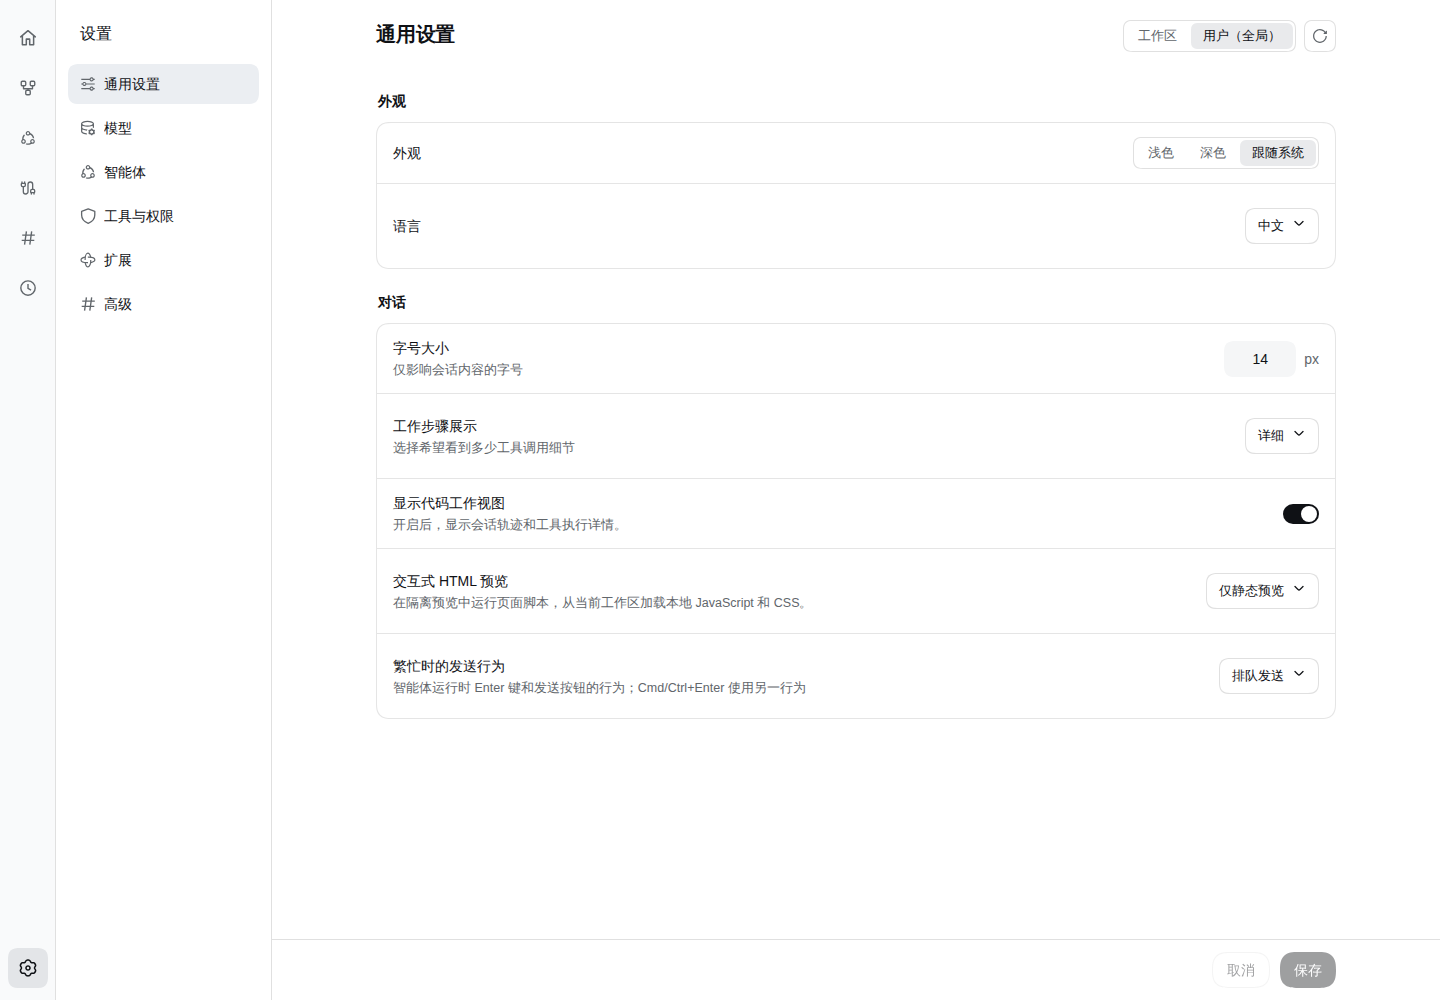 设置
通用设置
模型
智能体
工具与权限
扩展
高级
通用设置
工作区 用户（全局）
外观
外观
浅色 深色 跟随系统
语言
中文
对话
字号大小
仅影响会话内容的字号
14 px
工作步骤展示
选择希望看到多少工具调用细节
详细
显示代码工作视图
开启后，显示会话轨迹和工具执行详情。
交互式 HTML 预览
在隔离预览中运行页面脚本，从当前工作区加载本地 JavaScript 和 CSS。
仅静态预览
繁忙时的发送行为
智能体运行时 Enter 键和发送按钮的行为；Cmd/Ctrl+Enter 使用另一行为
排队发送
取消 保存